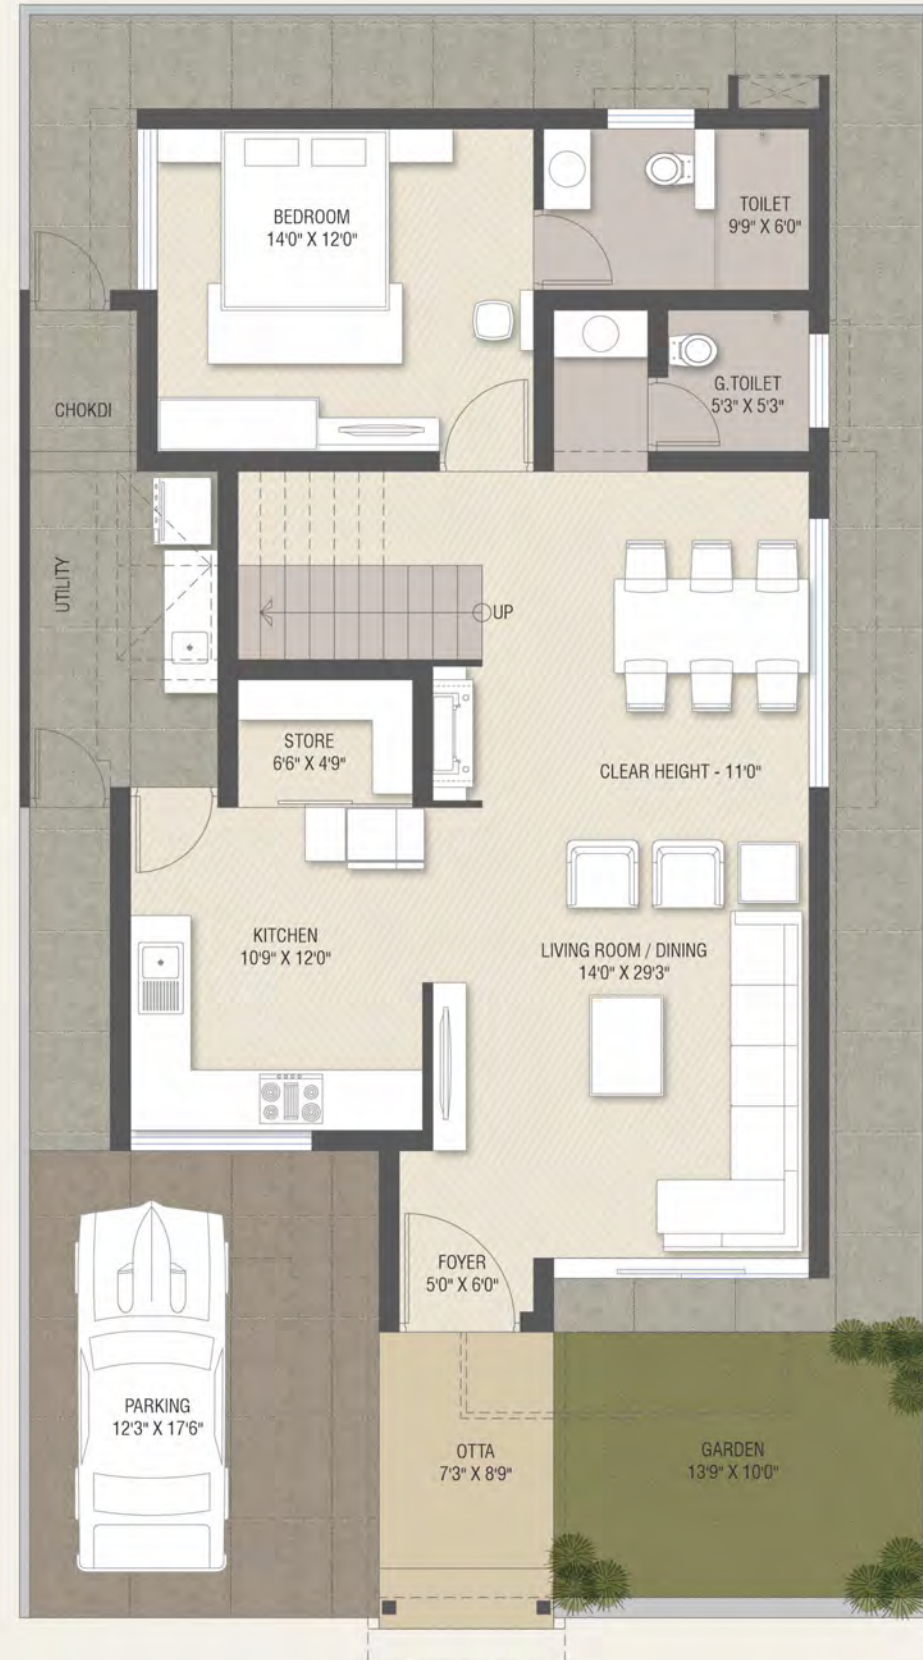 BEDROOM
14'0" X 12'0"
TOILET
9'9" X 6'0"
G.TOILET
5'3" X 5'3"
CHOKDI
UTILITY
UP
STORE
6'6" X 4'9"
CLEAR HEIGHT - 11'0"
KITCHEN
10'9" X 12'0"
LIVING ROOM / DINING
14'0" X 29'3"
FOYER
5'0" X 6'0"
PARKING
12'3" X 17'6"
OTTA
7'3" X 8'9"
GARDEN
13'9" X 10'0"